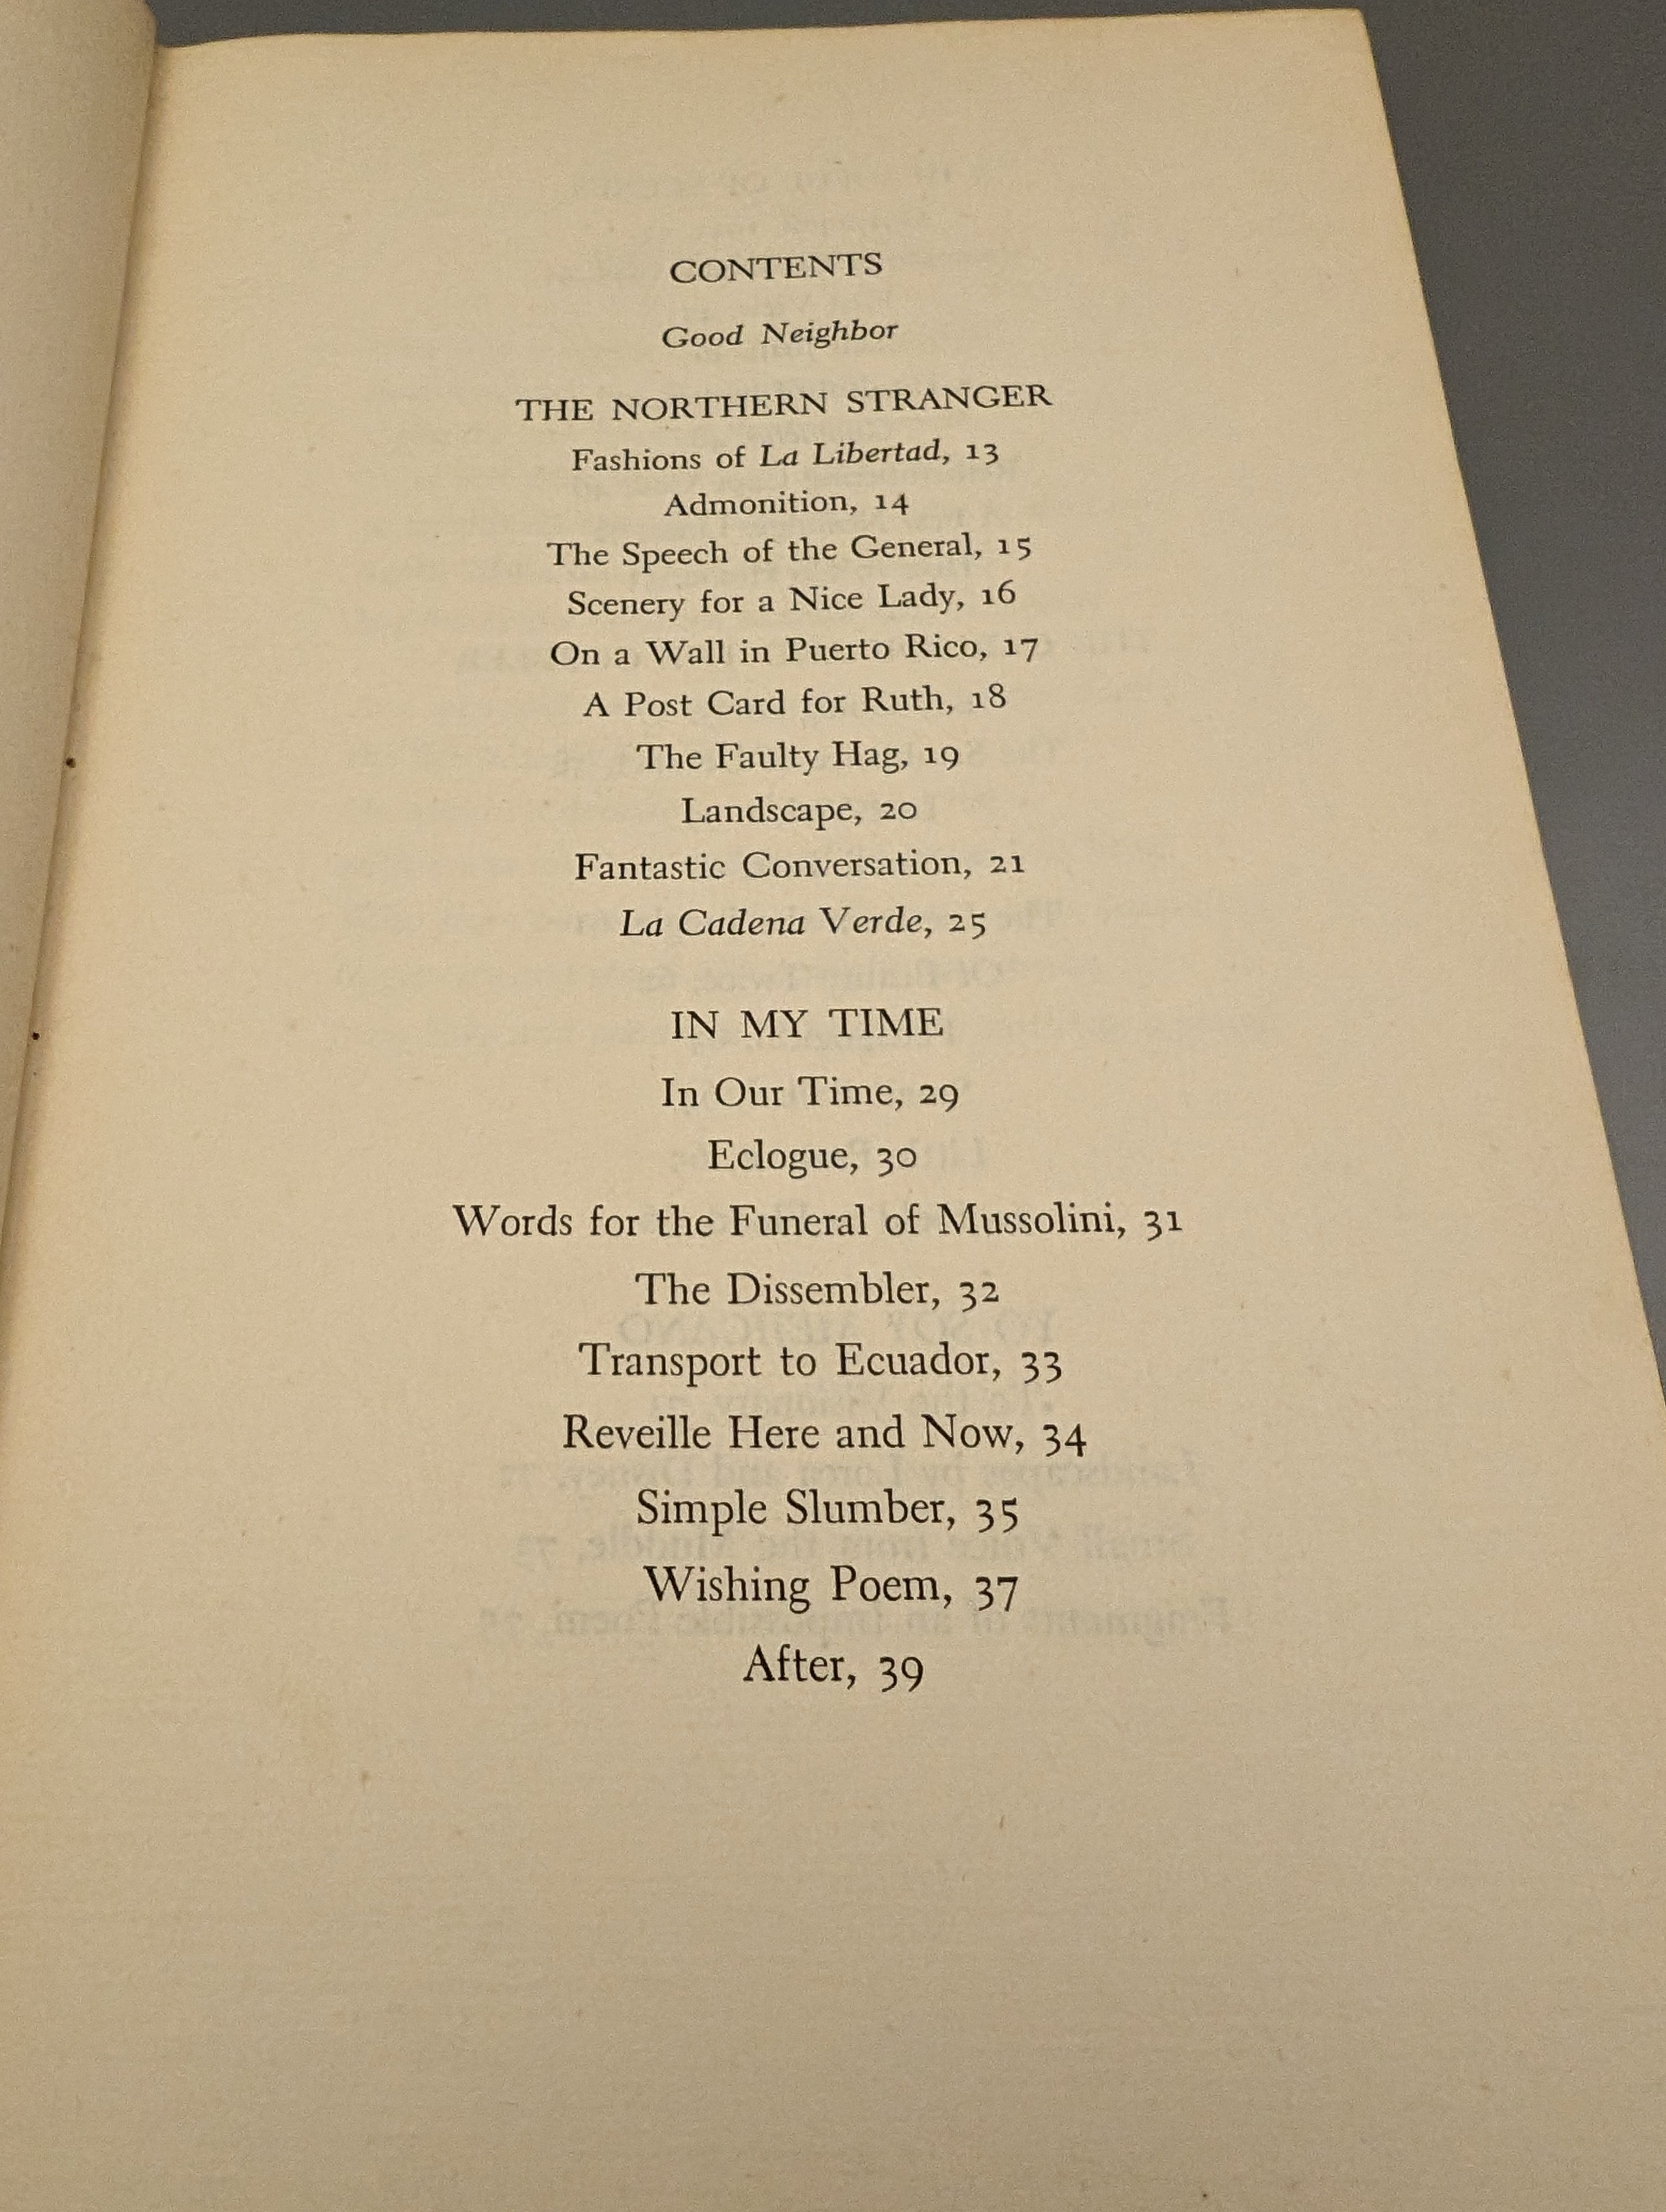 CONTENTS
Good Neighbor
THE NORTHERN STRANGER
Fashions of La Libertad, 13
Admonition, 14
The Speech of the General, 15
Scenery for a Nice Lady, 16
On a Wall in Puerto Rico, 17
A Post Card for Ruth, 18
The Faulty Hag, 19
Landscape, 20
Fantastic Conversation, 21
La Cadena Verde, 25
IN MY TIME
In Our Time, 29
Eclogue, 30
Words for the Funeral of Mussolini, 31
The Dissembler, 32
Transport to Ecuador, 33
Reveille Here and Now, 34
Simple Slumber, 35
Wishing Poem, 37
After, 39